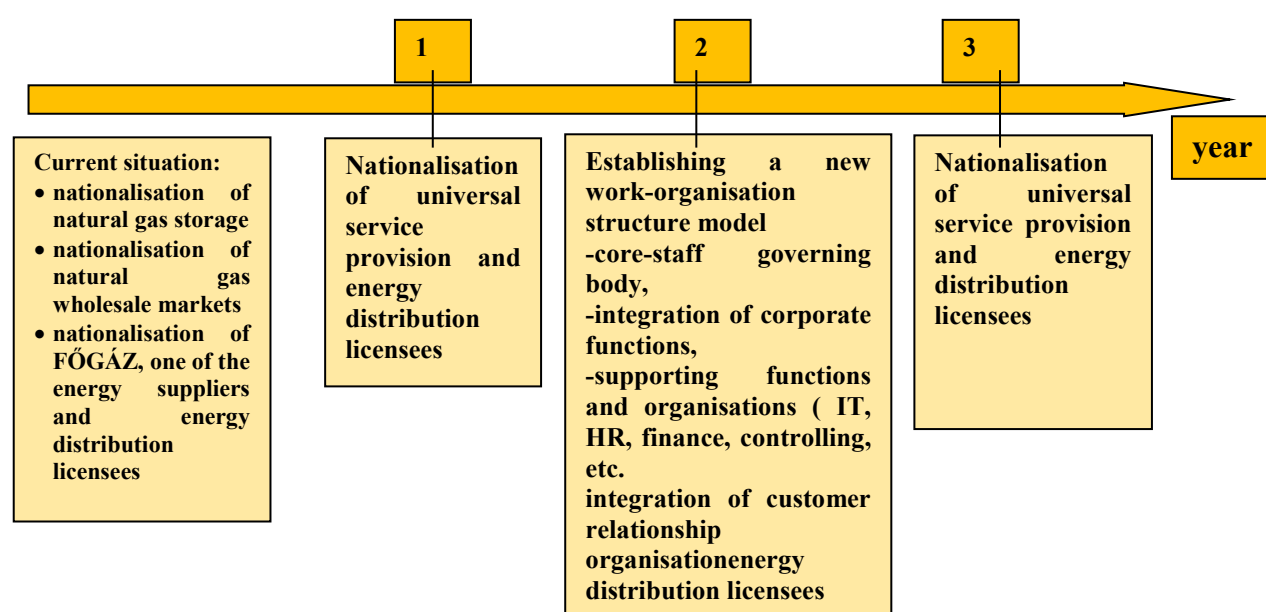 1
2
3
year
Current situation:
• nationalisation of
natural gas storage
• nationalisation of
natural gas
wholesale markets
• nationalisation of
FŐGÁZ, one of the
energy suppliers
and energy
distribution
licensees
Nationalisation
of universal
service
provision and
energy
distribution
licensees
Establishing a new
work-organisation
structure model
-core-staff governing
body,
-integration of corporate
functions,
-supporting functions
and organisations ( IT,
HR, finance, controlling,
etc.
integration of customer
relationship
organisationenergy
distribution licensees
Nationalisation
of universal
service provision
and energy
distribution
licensees